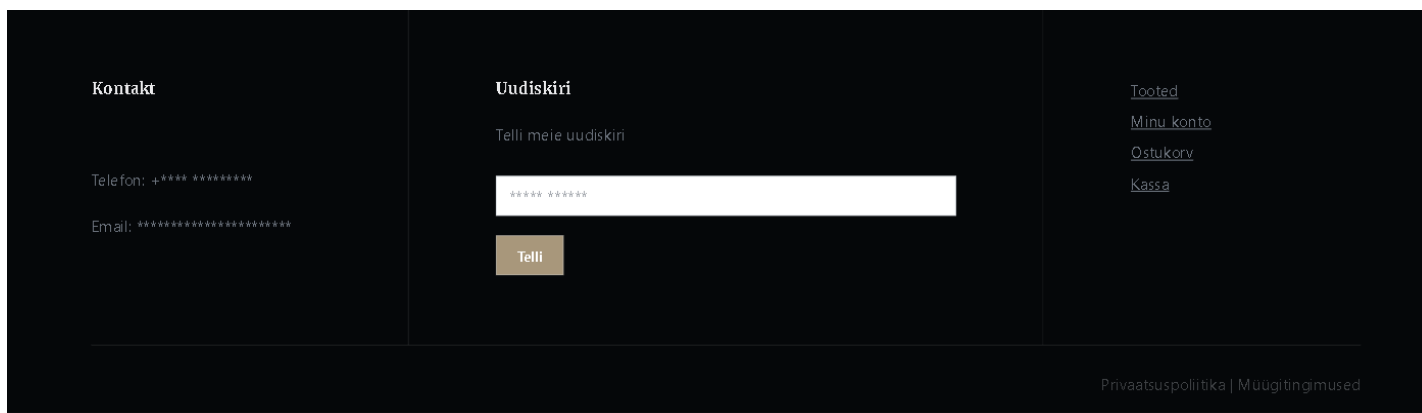 Kontakt
Telefon: +**** *********
Email: ***********************
Uudiskiri
Telli meie uudiskiri
***** ******
Telli
Tooted
Minu konto
Ostukorv
Kassa
Privaatsuspoliitika | Müügitingimused